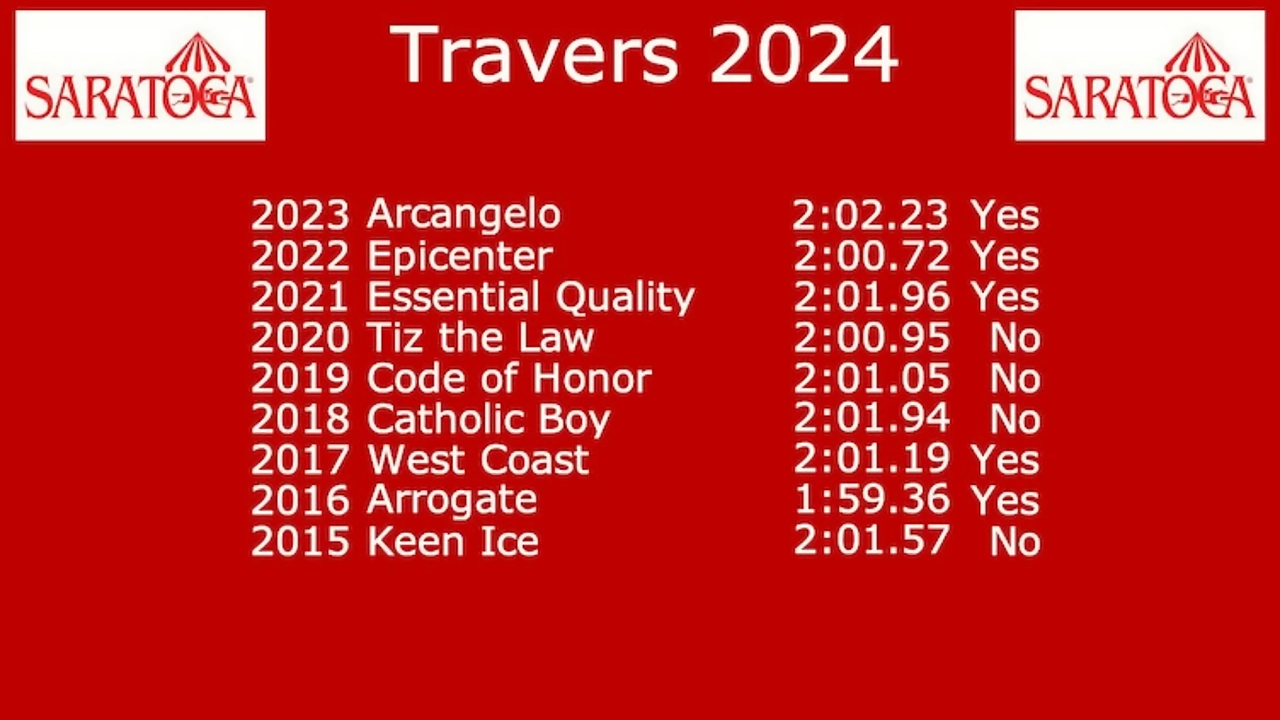 SARATOGA
Travers 2024
SARATOGA
2023 Arcangelo 2:02.23 Yes
2022 Epicenter 2:00.72 Yes
2021 Essential Quality 2:01.96 Yes
2020 Tiz the Law 2:00.95 No
2019 Code of Honor 2:01.05 No
2018 Catholic Boy 2:01.94 No
2017 West Coast 2:01.19 Yes
2016 Arrogate 1:59.36 Yes
2015 Keen Ice 2:01.57 No